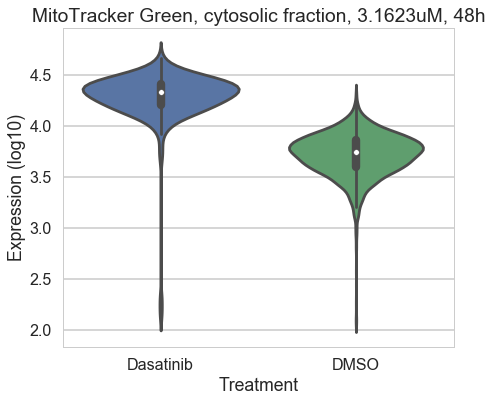 MitoTracker Green, cytosolic fraction, 3.1623uM, 48h
Expression (log10)
4.5
4.0
3.5
3.0
2.5
2.0
Dasatinib DMSO
Treatment